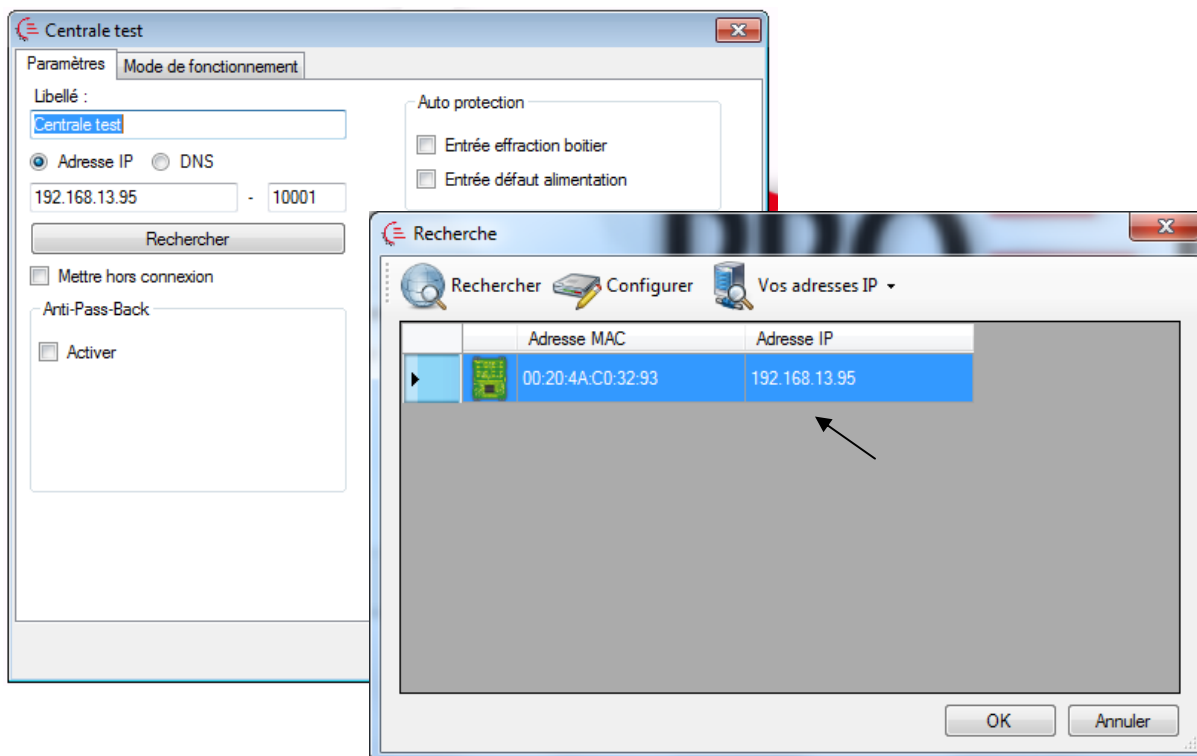 Centrale test
Paramètres
Mode de fonctionnement
Libellé :
Centrale test
Adresse IP
DNS
192.168.13.95 - 10001
Rechercher
Mettre hors connexion
Anti-Pass-Back
Activer
Auto protection
Entrée effraction boitier
Entrée défaut alimentation
Recherche
Rechercher
Configurer
Vos adresses IP
Adresse MAC
Adresse IP
00:20:4A:C0:32:93
192.168.13.95
OK
Annuler